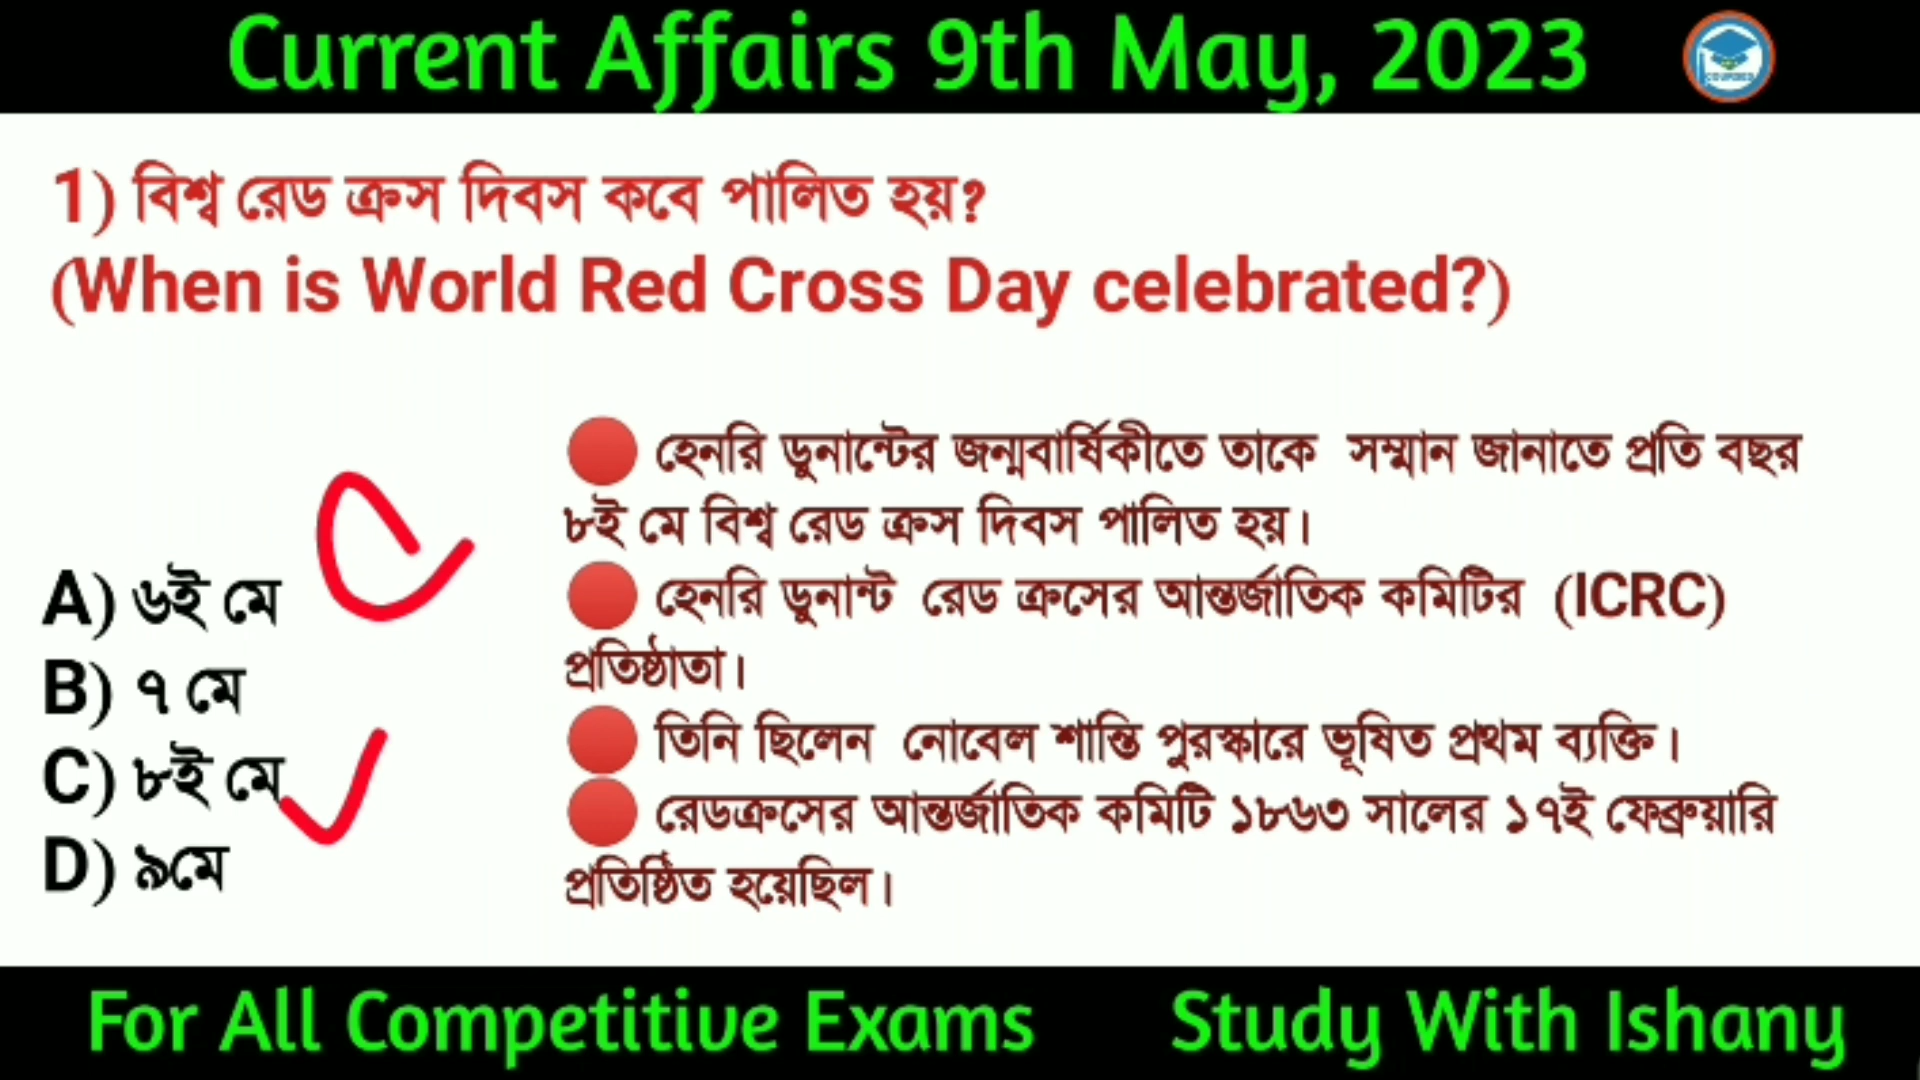 Current Affairs 9th May, 2023
1) বিশ্ব রেড ক্রস দিবস কবে পালিত হয়?
(When is World Red Cross Day celebrated?)
A) ৬ই মে
B) ৭ মে
C) ৮ই মে
D) ৯মে
হেনরি ডুনান্টের জন্মবার্ষিকীতে তাকে সম্মান জানাতে প্রতি বছর
৮ই মে বিশ্ব রেড ক্রস দিবস পালিত হয়।
হেনরি ডুনান্ট রেড ক্রসের আন্তর্জাতিক কমিটির (ICRC)
প্রতিষ্ঠাতা।
তিনি ছিলেন নোবেল শান্তি পুরস্কারে ভূষিত প্রথম ব্যক্তি।
রেডক্রসের আন্তর্জাতিক কমিটি ১৮৬৩ সালের ১৭ই ফেব্রুয়ারি
প্রতিষ্ঠিত হয়েছিল।
For All Competitive Exams Study With Ishany